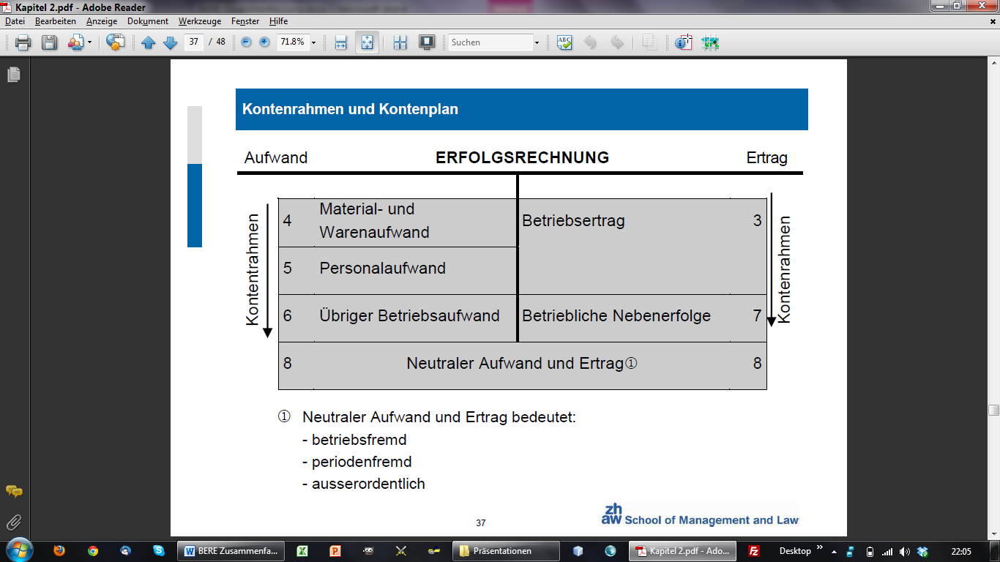 Kapitel 2.pdf - Adobe Reader
Datei Bearbeiten Anzeige Dokument Werkzeuge Fenster Hilfe
37 / 48 71.8% Suchen
Kontenrahmen und Kontenplan
Aufwand ERFOLGSRECHNUNG Ertrag
Kontentrahmen
Kontenrahmen
4 Material- und Warenaufwand Betriebsertrag 3
5 Personalaufwand
6 Übriger Betriebsaufwand Betriebliche Nebenerfolge 7
8 Neutraler Aufwand und Ertrag① 8
① Neutraler Aufwand und Ertrag bedeutet:
- betriebsfremd
- periodenfremd
- ausserordentlich
37
zh
aw School of Management and Law
BERE Zusammenfa... Präsentationen Kapitel 2.pdf - Ado... Desktop 22:05